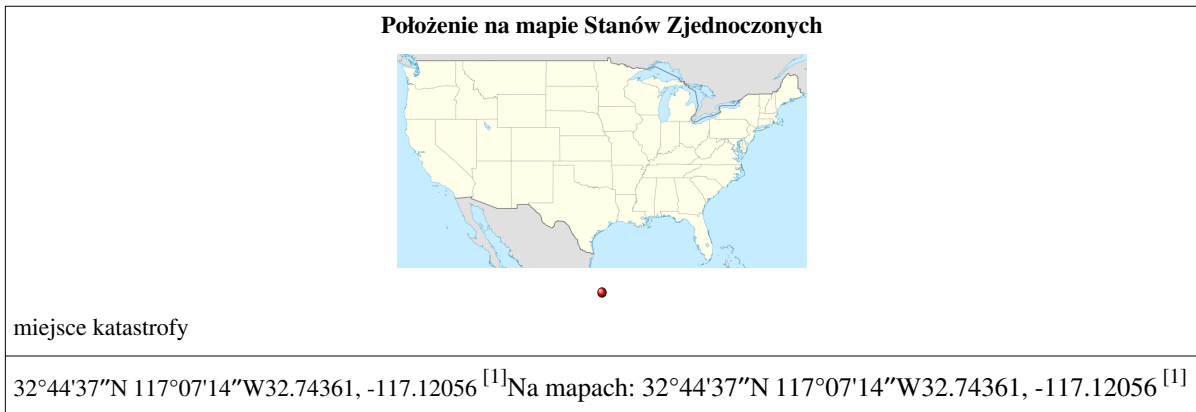 Położenie na mapie Stanów Zjednoczonych
miejsce katastrofy
32°44'37″N 117°07'14″W32.74361, -117.12056 [1]Na mapach: 32°44'37″N 117°07'14″W32.74361, -117.12056 [1]